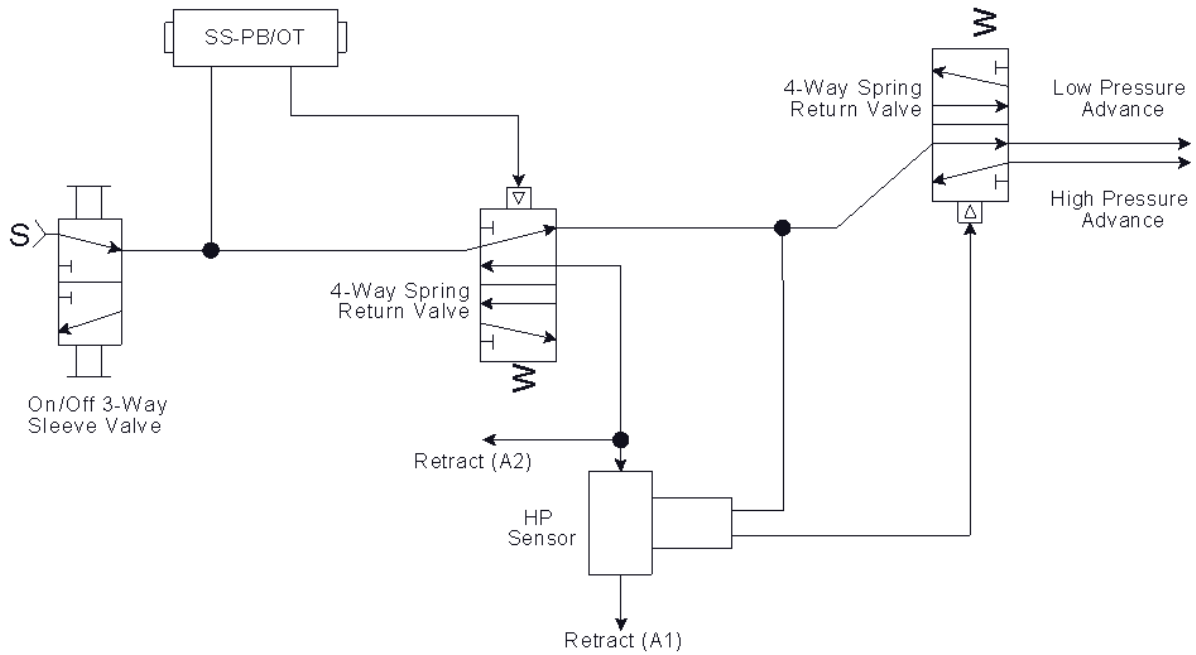 SS-PB/OT
4-Way Spring
Return Valve
Low Pressure
Advance
High Pressure
Advance
S
4-Way Spring
Return Valve
On/Off 3-Way
Sleeve Valve
Retract (A2)
HP
Sensor
Retract (A1)